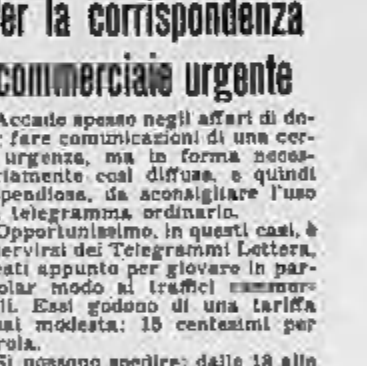 er la corrispondenza
commerciale urgente
Accade spesso negli affari di do-
fare comunicazioni di una cer-
urgenza, ma in forma neces-
riamente così diffusa, e quindi
pendiosa, da sconsigliare l'uso
telegramma ordinario.
Opportunissimo, in questi casi, è
servirsi dei Telegrammi Lettera,
eati appunto per giovare in par-
olar modo ai traffici commer-
li. Essi godono di una tariffa
sai modesta: 15 centesimi per
rola.
Si possono spedire: dalle 18 alle